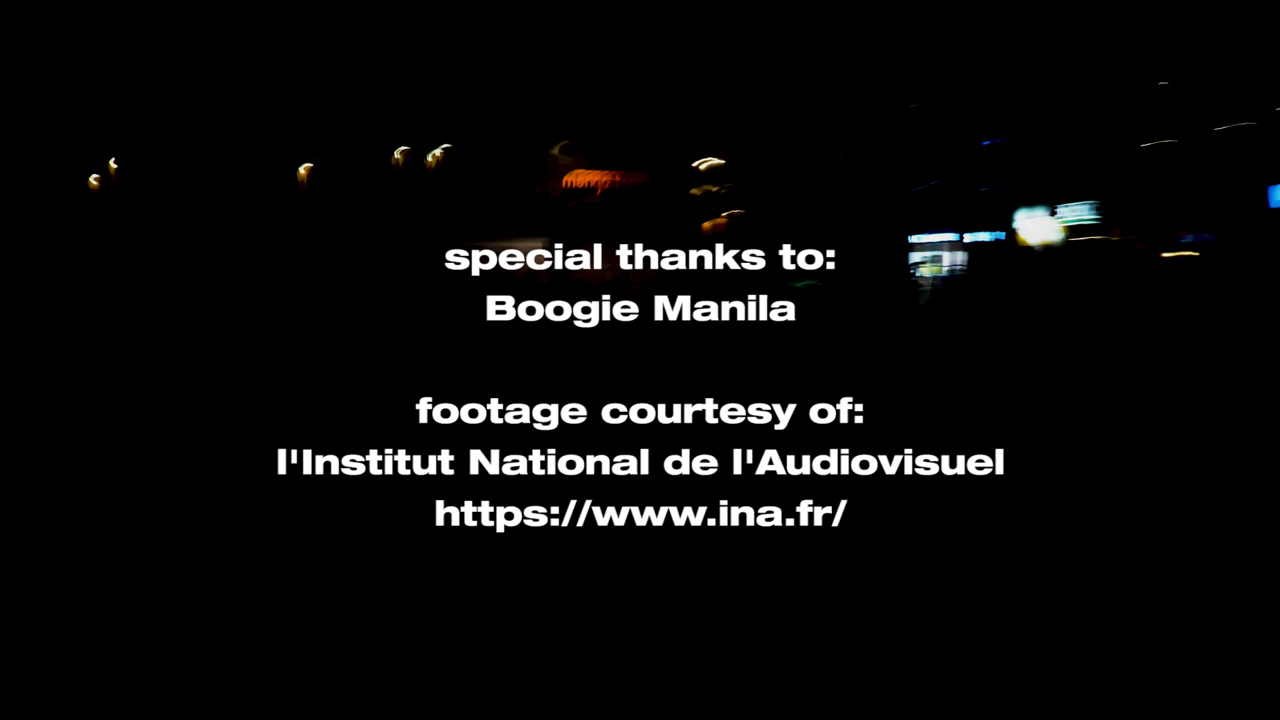 special thanks to:
Boogie Manila
footage courtesy of:
l'Institut National de l'Audiovisuel
https://www.ina.fr/